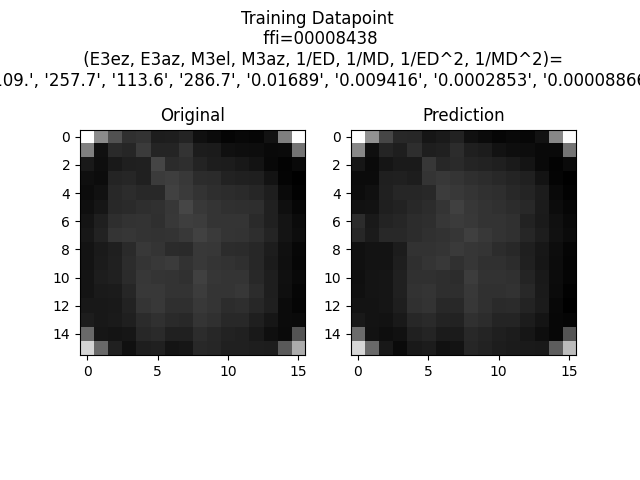 Training Datapoint
ffi=00008438
(E3ez, E3az, M3el, M3az, 1/ED, 1/MD, 1/ED^2, 1/MD^2)=
09.', '257.7', '113.6', '286.7', '0.01689', '0.009416', '0.0002853', '0.00008866
Original Prediction
0 0
2 2
4 4
6 6
8 8
10 10
12 12
14 14
0 5 10 15 0 5 10 15